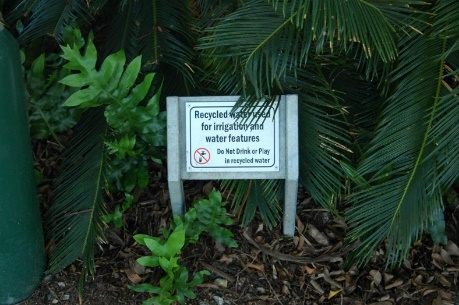 Recycled water used
for irrigation and
water features
Do Not Drink or Play
in recycled water